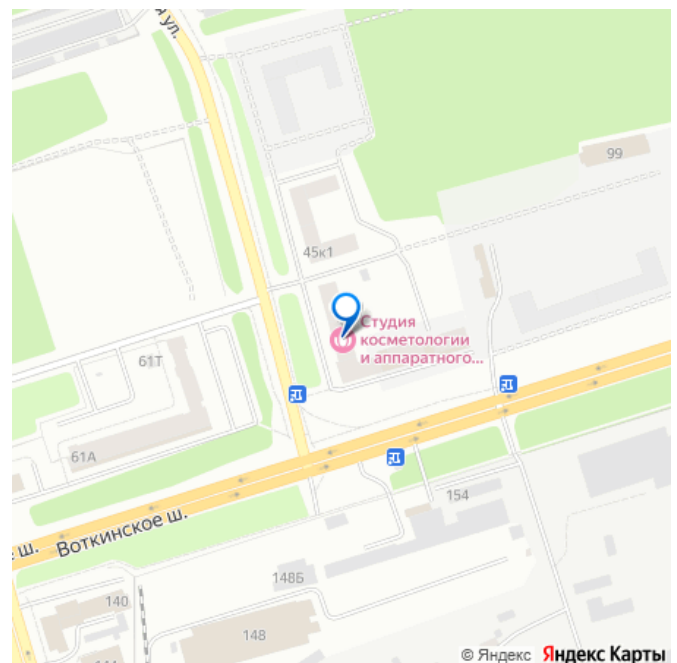 ул.
99
45к1
Студия
косметологии
и аппаратного...
61Т
61А
154
Воткинское ш.
ш.
148Б
140
148
© Яндекс Яндекс Карты